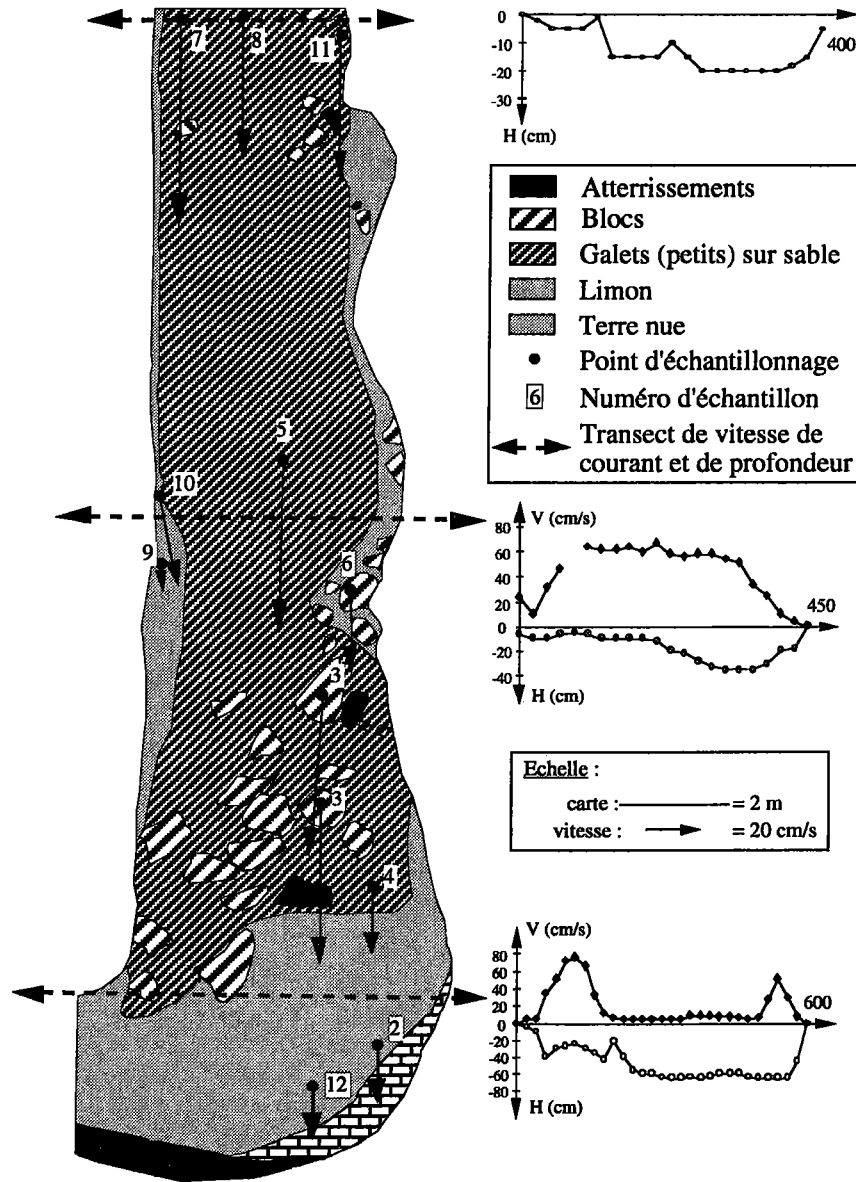 7
8
11
5
10
9
6
3
3
4
2
12
0
-10
-20
-30
400
H (cm)
Atterrissements
Blocs
Galets (petits) sur sable
Limon
Terre nue
Point d'échantillonnage
6 Numéro d'échantillon
Transect de vitesse de
courant et de profondeur
V (cm/s)
80
60
40
20
0
-20
-40
450
H (cm)
Echelle :
carte : = 2 m
vitesse : = 20 cm/s
V (cm/s)
80
60
40
20
0
-20
-40
-60
-80
600
H (cm)